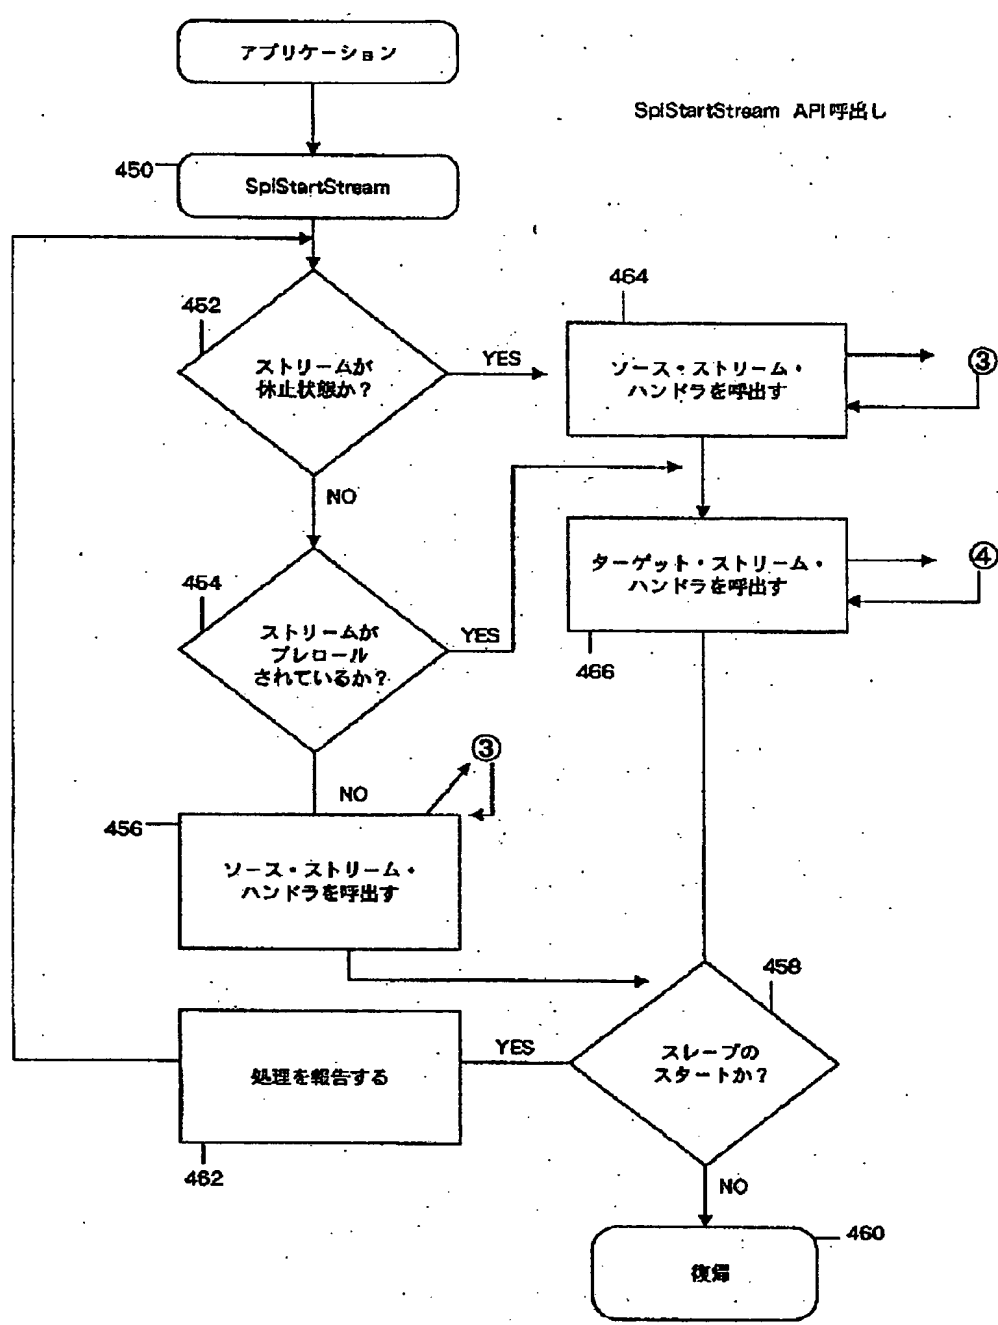 アプリケーション
SpiStartStream API呼出し
450
SpiStartStream
452
ストリームが
休止状態か?
YES
464
ソース・ストリーム・
ハンドラを呼出す
③
NO
454
ストリームが
プレロール
されているか?
YES
ターゲット・ストリーム・
ハンドラを呼出す
④
466
NO
③
456
ソース・ストリーム・
ハンドラを呼出す
458
スレーブの
スタートか?
YES
処理を報告する
462
NO
460
復帰